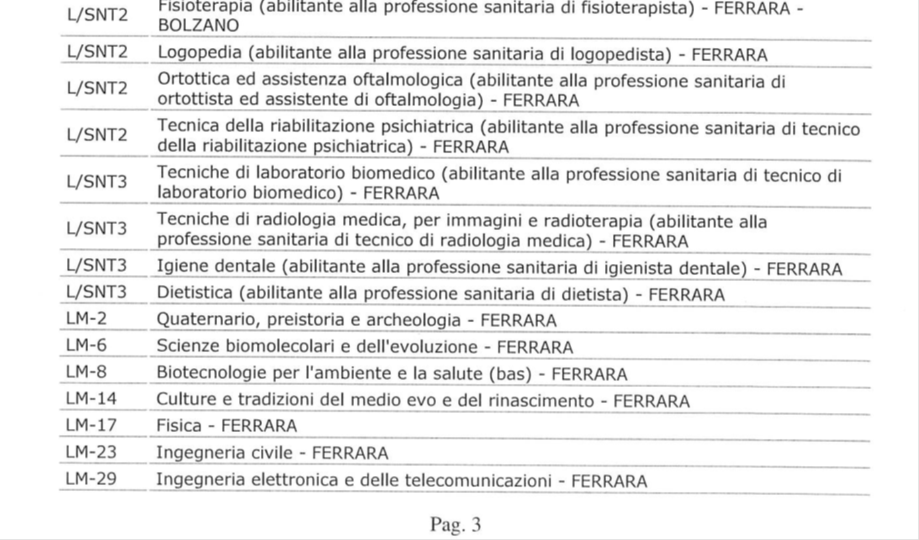 L/SNT2 Fisioterapia (abilitante alla professione sanitaria di fisioterapista) - FERRARA -
BOLZANO
L/SNT2 Logopedia (abilitante alla professione sanitaria di logopedista) - FERRARA
L/SNT2 Ortottica ed assistenza oftalmologica (abilitante alla professione sanitaria di
ortottista ed assistente di oftalmologia) - FERRARA
L/SNT2 Tecnica della riabilitazione psichiatrica (abilitante alla professione sanitaria di tecnico
della riabilitazione psichiatrica) - FERRARA
L/SNT3 Tecniche di laboratorio biomedico (abilitante alla professione sanitaria di tecnico di
laboratorio biomedico) - FERRARA
L/SNT3 Tecniche di radiologia medica, per immagini e radioterapia (abilitante alla
professione sanitaria di tecnico di radiologia medica) - FERRARA
L/SNT3 Igiene dentale (abilitante alla professione sanitaria di igienista dentale) - FERRARA
L/SNT3 Dietistica (abilitante alla professione sanitaria di dietista) - FERRARA
LM-2 Quaternario, preistoria e archeologia - FERRARA
LM-6 Scienze biomolecolari e dell'evoluzione - FERRARA
LM-8 Biotecnologie per l'ambiente e la salute (bas) - FERRARA
LM-14 Culture e tradizioni del medio evo e del rinascimento - FERRARA
LM-17 Fisica - FERRARA
LM-23 Ingegneria civile - FERRARA
LM-29 Ingegneria elettronica e delle telecomunicazioni - FERRARA
Pag. 3